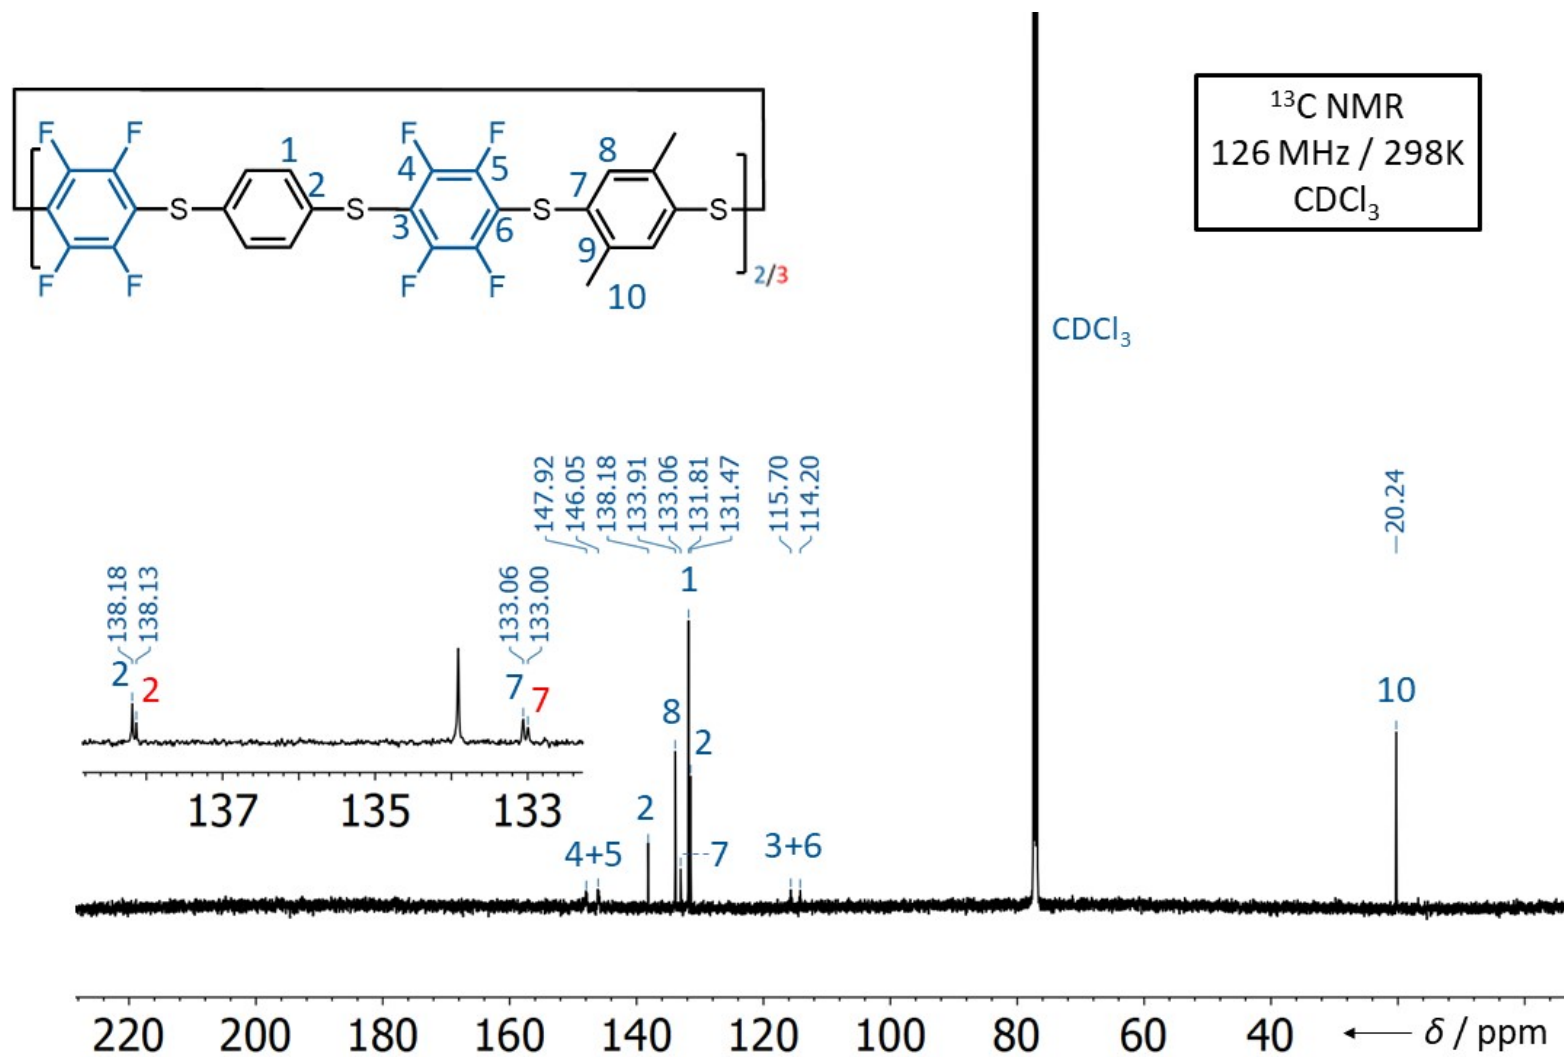 F F F F
1 4 5 8
2 7
S S S S
3 6 9
F F F F
10
2/3
13C NMR
126 MHz / 298K
CDCl3
CDCl3
147.92
146.05
138.18
133.91
133.06
131.81
131.47
115.70
114.20
20.24
138.18
138.13
133.06
133.00
2 2
7 7
137 135 133
1
8
2
2
7
4+5
3+6
10
220 200 180 160 140 120 100 80 60 40 ← δ / ppm